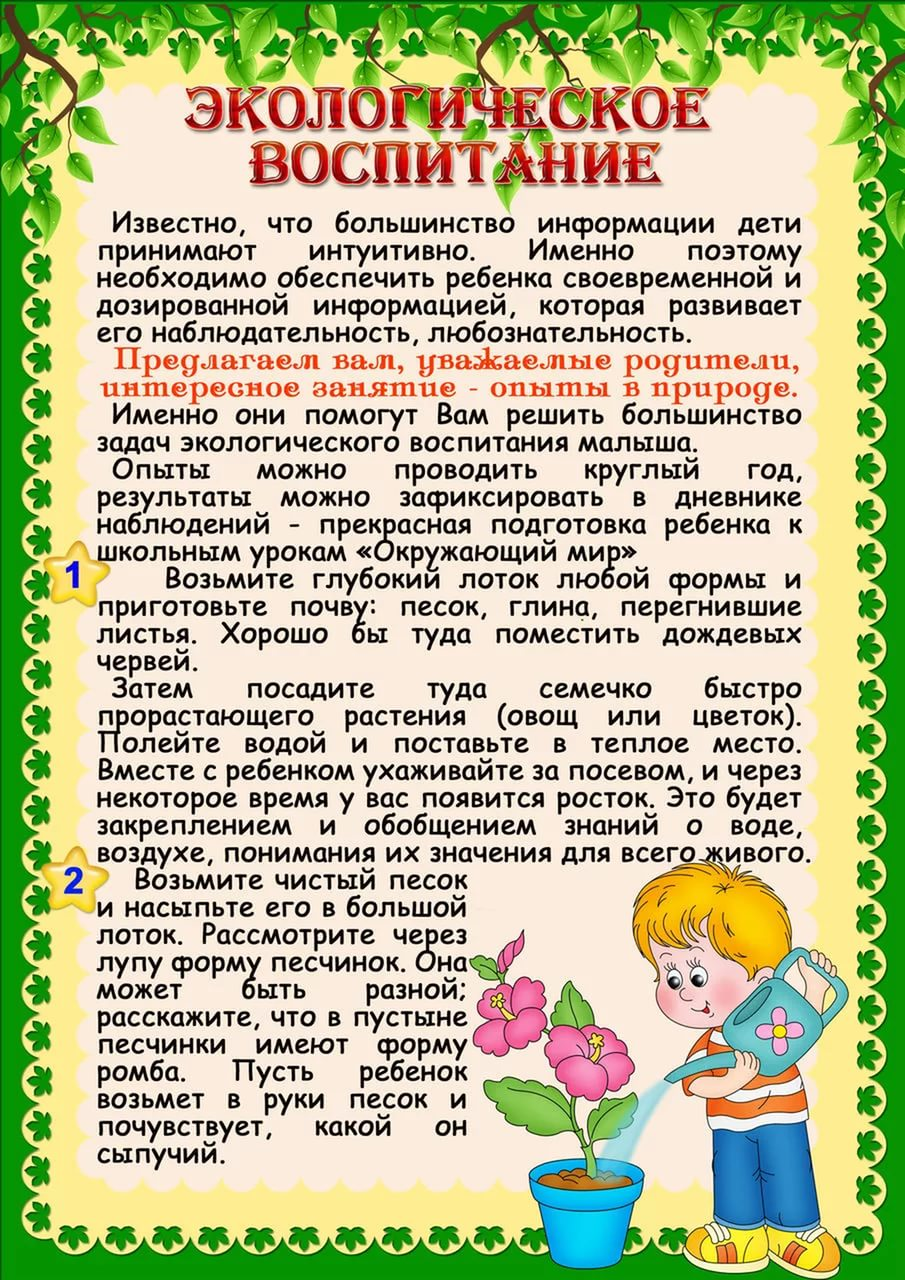 ЭКОЛОГИЧЕСКОЕ
ВОСПИТАНИЕ
Известно, что большинство информации дети
принимают интуитивно. Именно поэтому
необходимо обеспечить ребенка своевременной и
дозированной информацией, которая развивает
его наблюдательность, любознательность.
Предлагаем вам, уважаемые родители,
интересное занятие - опыты в природе.
Именно они помогут Вам решить большинство
задач экологического воспитания малыша.
Опыты можно проводить круглый год,
результаты можно зафиксировать в дневнике
наблюдений - прекрасная подготовка ребенка к
школьным урокам «Окружающий мир»
1 Возьмите глубокий лоток любой формы и
приготовьте почву: песок, глина, перегнившие
листья. Хорошо бы туда поместить дождевых
червей.
Затем посадите туда семечко быстро
прорастающего растения (овощ или цветок).
Полейте водой и поставьте в теплое место.
Вместе с ребенком ухаживайте за посевом, и через
некоторое время у вас появится росток. Это будет
закреплением и обобщением знаний о воде,
воздухе, понимания их значения для всего живого.
2 Возьмите чистый песок
и насыпьте его в большой
лоток. Рассмотрите через
лупу форму песчинок. Она
может быть разной;
расскажите, что в пустыне
песчинки имеют форму
ромба. Пусть ребенок
возьмет в руки песок и
почувствует, какой он
сыпучий.